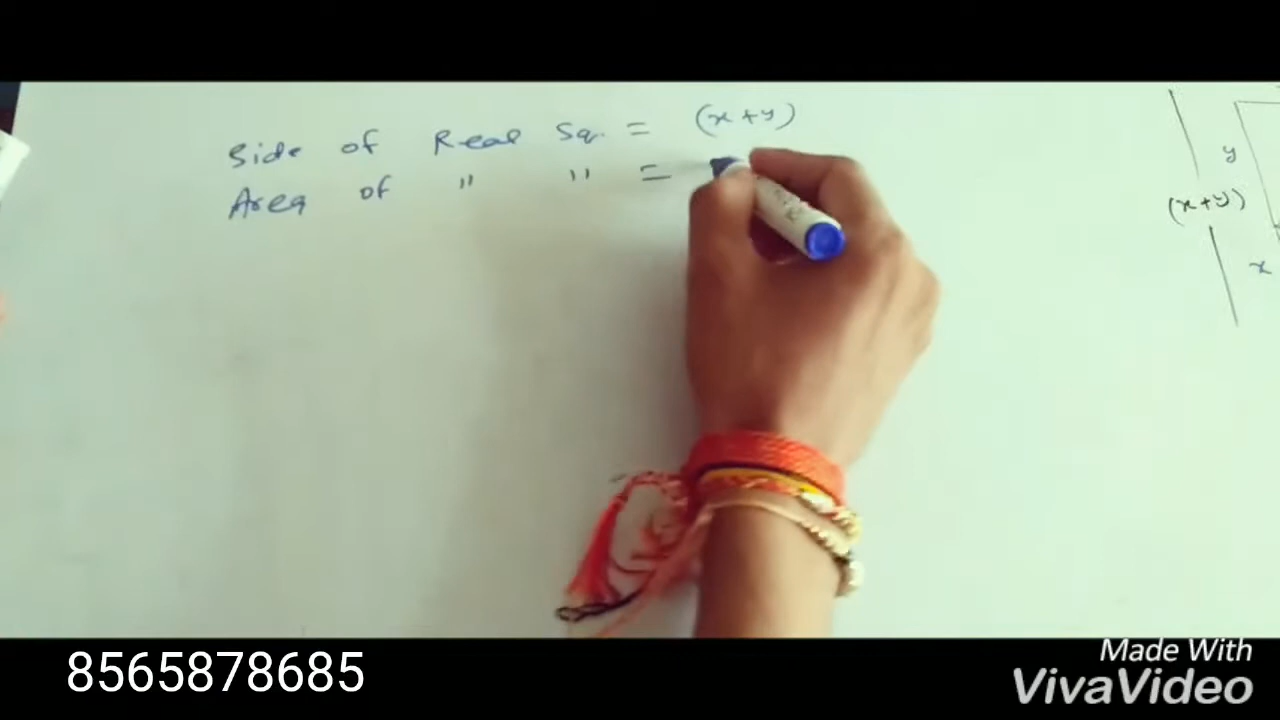 Side of Real Sq. = (x+y)
Area of " " =
y
(x+y)
x
8565878685
Made With
VivaVideo